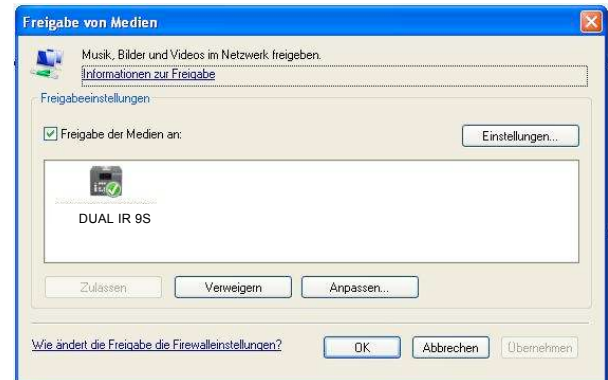 Freigabe von Medien
Musik, Bilder und Videos im Netzwerk freigeben.
Informationen zur Freigabe
Freigabeeinstellungen
Freigabe der Medien an:
Einstellungen...
DUAL IR 9S
Zulassen
Verweigern
Anpassen...
Wie ändert die Freigabe die Firewalleinstellungen?
OK
Abbrechen
Übernehmen